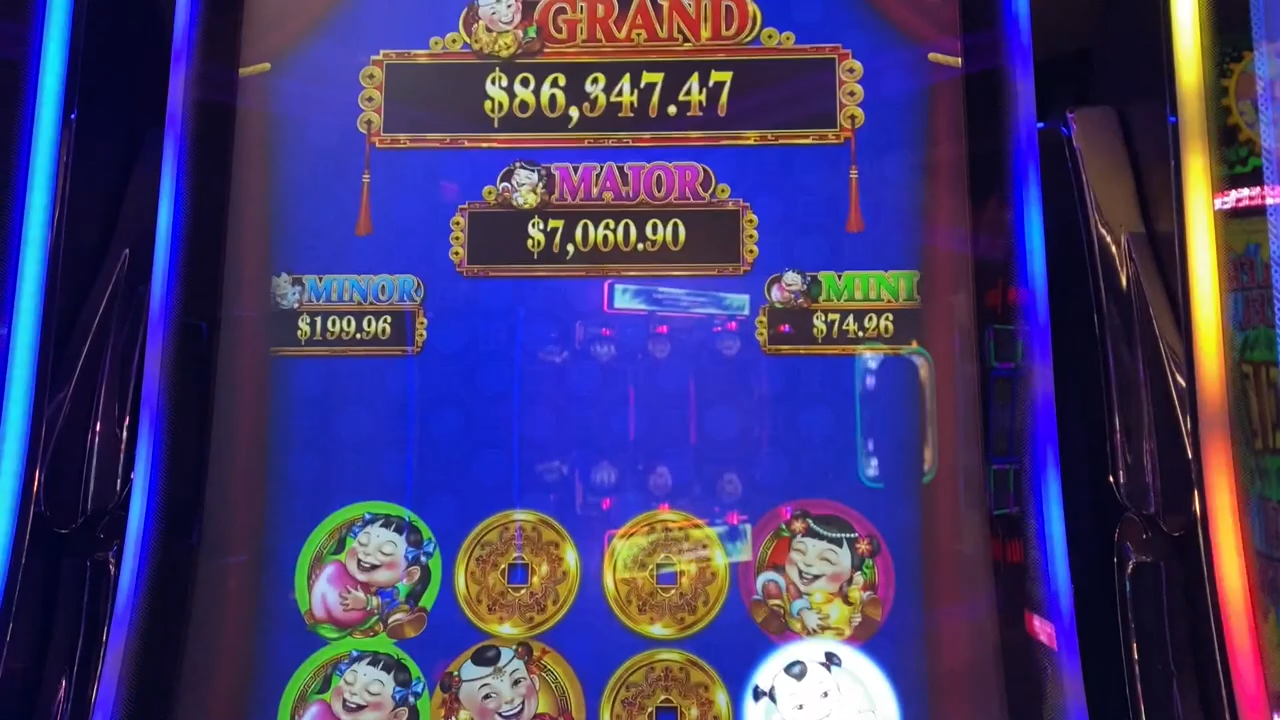 GRAND
$86,347.47
MAJOR
$7,060.90
MINOR
$199.96
MINI
$74.26